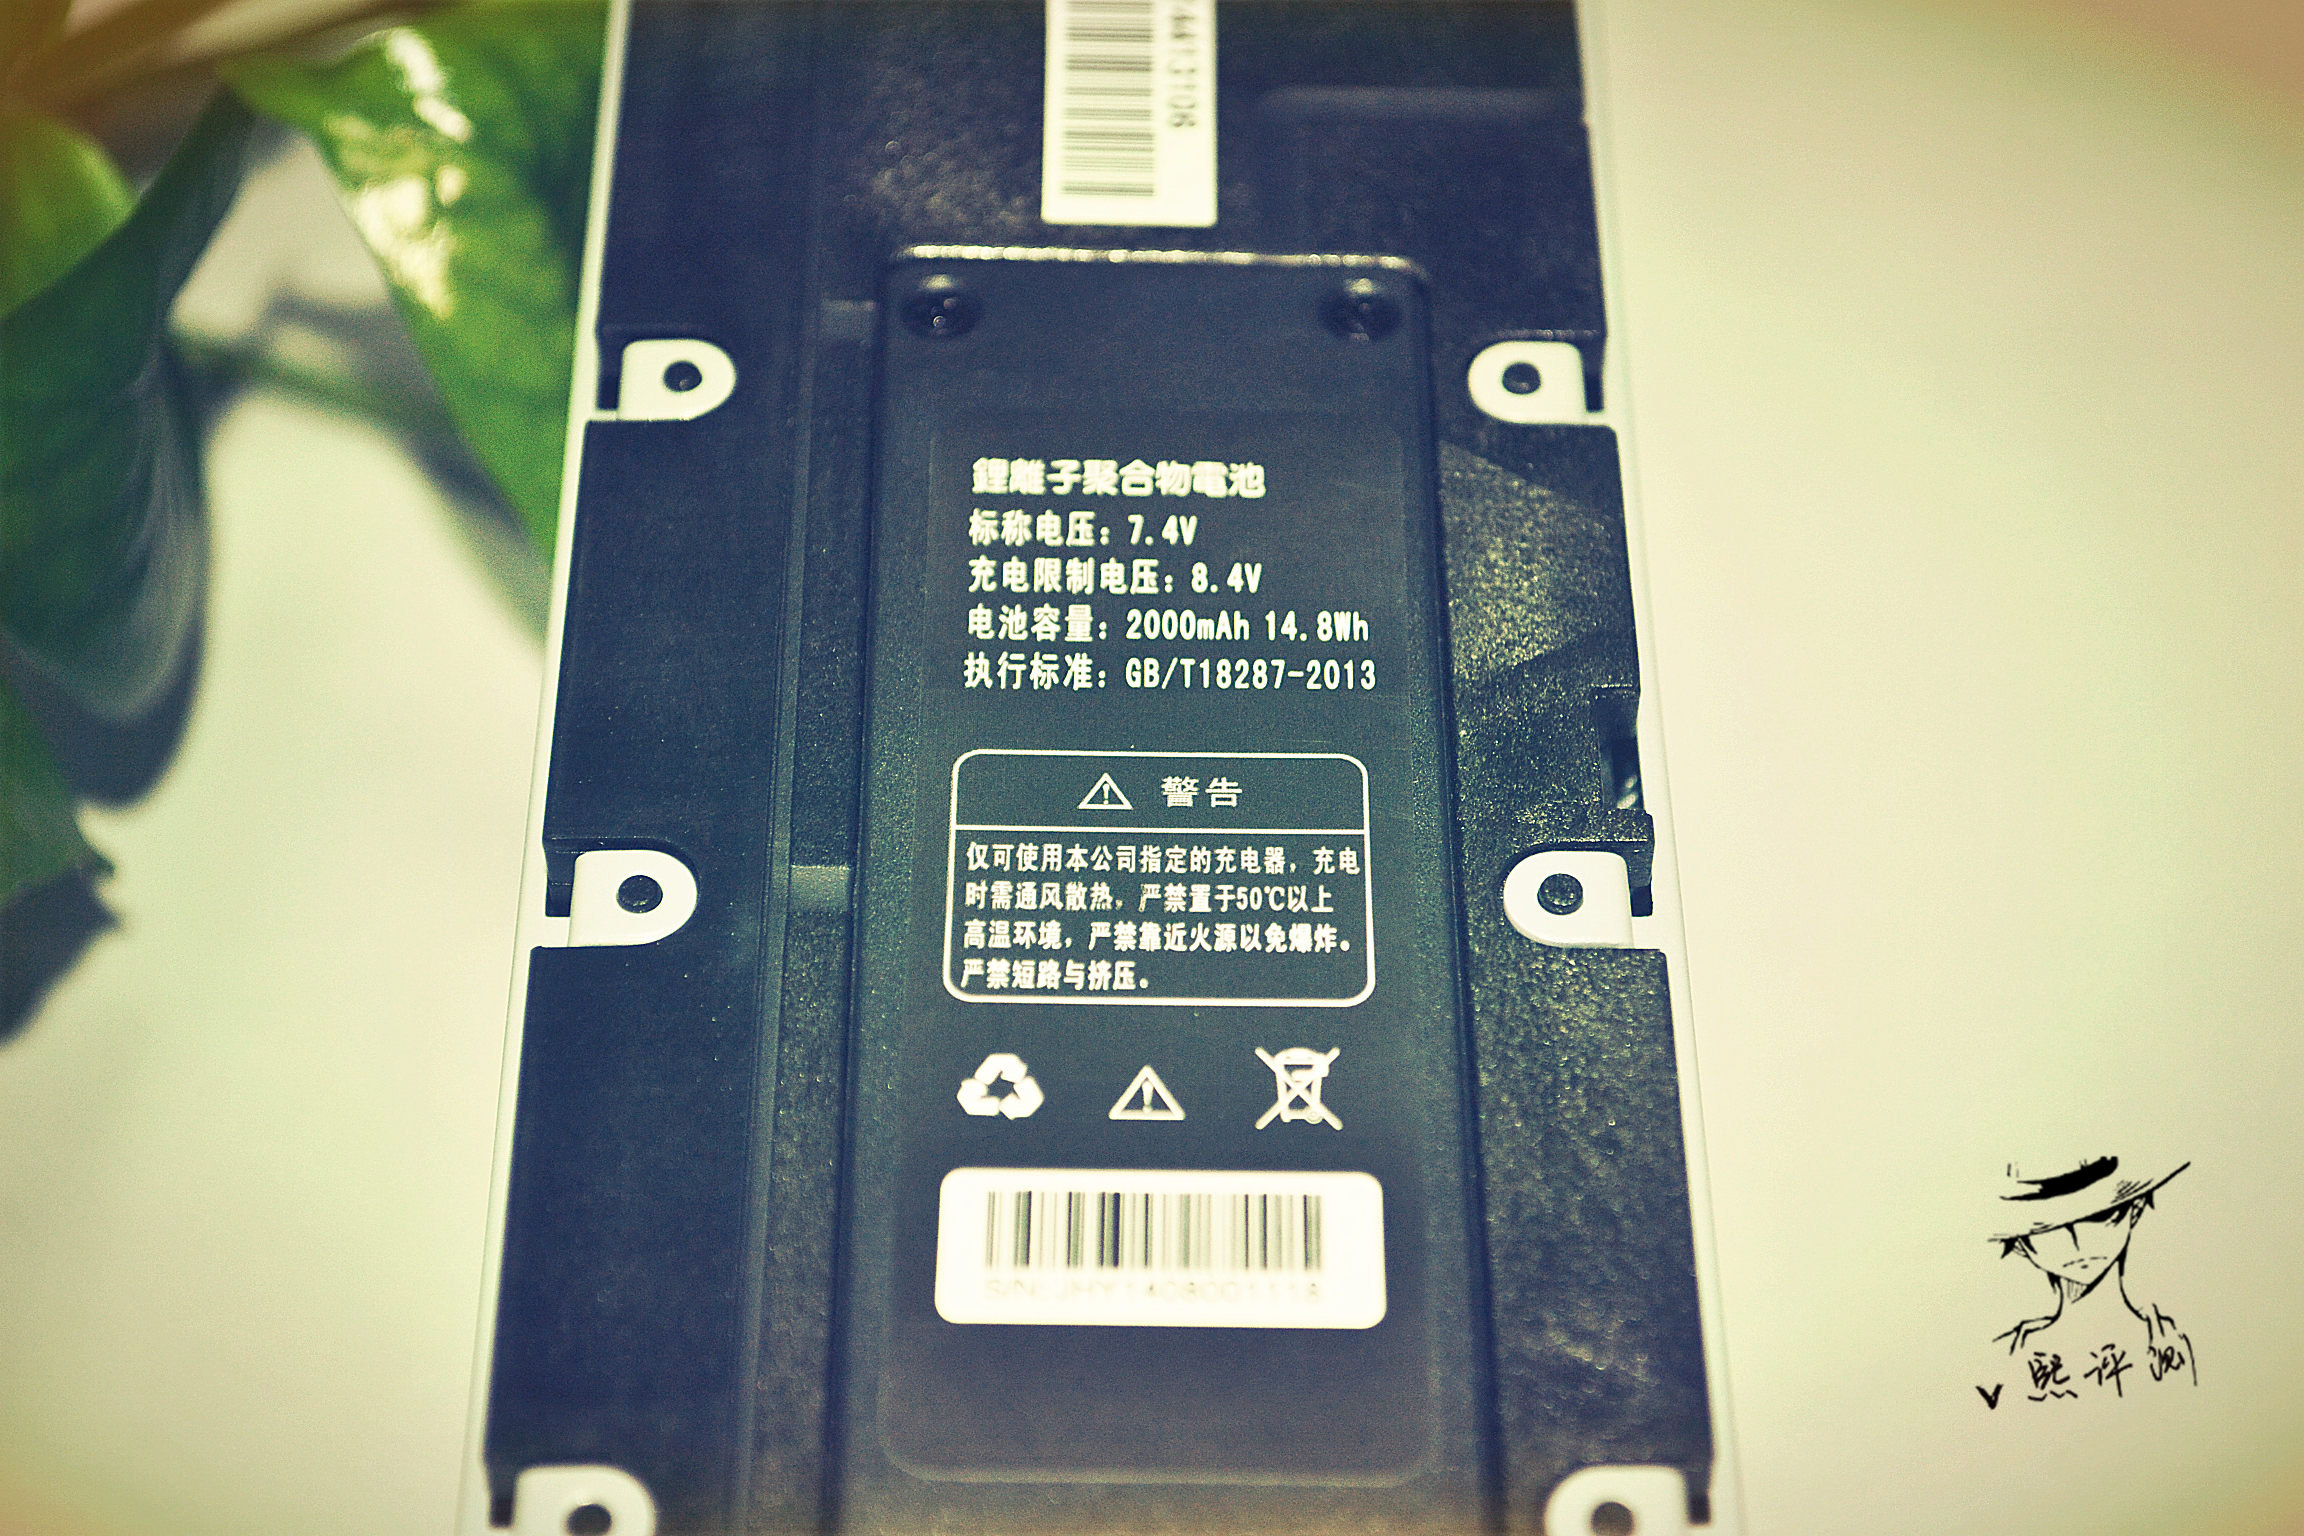 鋰離子聚合物電池
标称电压: 7.4V
充电限制电压: 8.4V
电池容量: 2000mAh 14.8Wh
执行标准: GB/T18287-2013
警告
仅可使用本公司指定的充电器，充电
时需通风散热，严禁置于50℃以上
高温环境，严禁靠近火源以免爆炸。
严禁短路与挤压。
熙评测